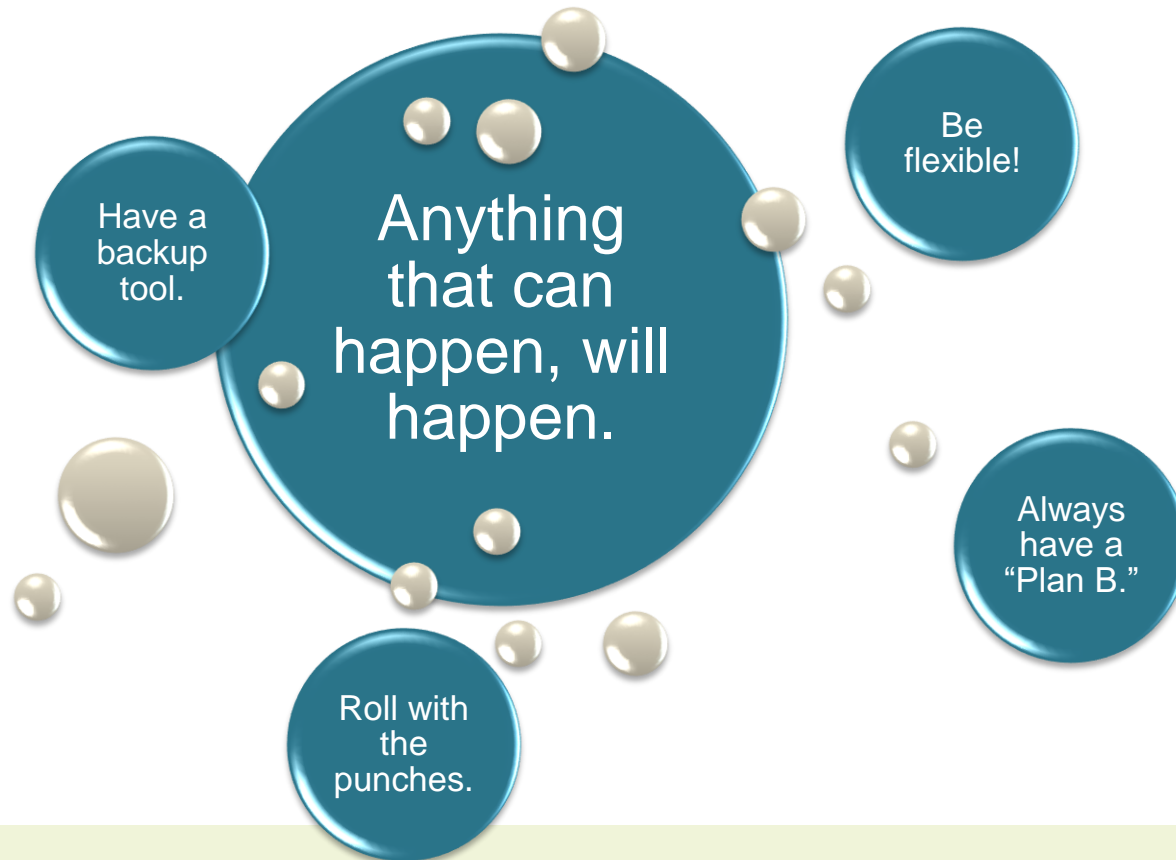 Anything
that can
happen, will
happen.
Have a
backup
tool.
Be
flexible!
Always
have a
“Plan B.”
Roll with
the
punches.